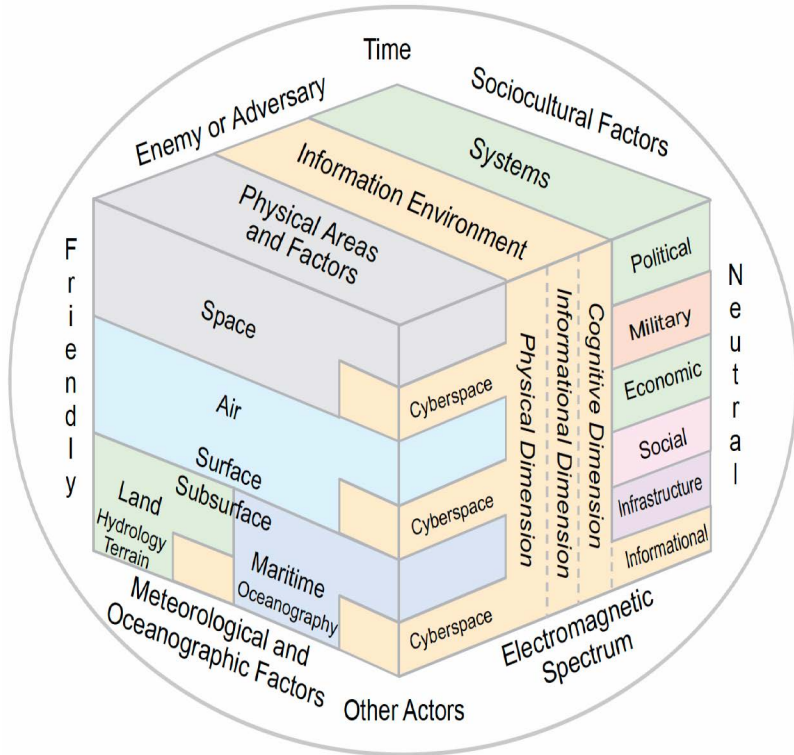 Time
Enemy or Adversary
Sociocultural Factors
Systems
Information Environment
Physical Areas
and Factors
Friendly
Neutral
Space
Air
Surface
Subsurface
Land
Hydrology
Terrain
Maritime
Oceanography
Cyberspace
Cyberspace
Cyberspace
Physical Dimension
Informational Dimension
Cognitive Dimension
Political
Military
Economic
Social
Infrastructure
Informational
Meteorological and
Oceanographic Factors
Electromagnetic
Spectrum
Other Actors